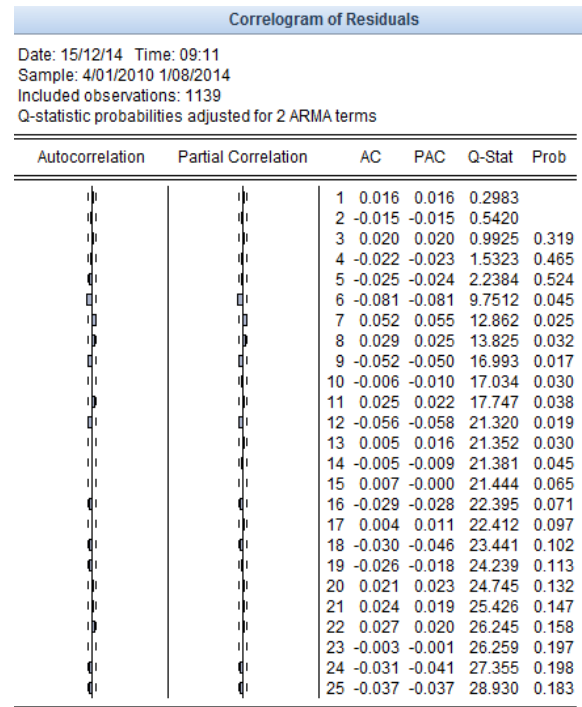 Correlogram of Residuals
Date: 15/12/14 Time: 09:11
Sample: 4/01/2010 1/08/2014
Included observations: 1139
Q-statistic probabilities adjusted for 2 ARMA terms
Autocorrelation Partial Correlation AC PAC Q-Stat Prob
1 0.016 0.016 0.2983
2 -0.015 -0.015 0.5420
3 0.020 0.020 0.9925 0.319
4 -0.022 -0.023 1.5323 0.465
5 -0.025 -0.024 2.2384 0.524
6 -0.081 -0.081 9.7512 0.045
7 0.052 0.055 12.862 0.025
8 0.029 0.025 13.825 0.032
9 -0.052 -0.050 16.993 0.017
10 -0.006 -0.010 17.034 0.030
11 0.025 0.022 17.747 0.038
12 -0.056 -0.058 21.320 0.019
13 0.005 0.016 21.352 0.030
14 -0.005 -0.009 21.381 0.045
15 0.007 -0.000 21.444 0.065
16 -0.029 -0.028 22.395 0.071
17 0.004 0.011 22.412 0.097
18 -0.030 -0.046 23.441 0.102
19 -0.026 -0.018 24.239 0.113
20 0.021 0.023 24.745 0.132
21 0.024 0.019 25.426 0.147
22 0.027 0.020 26.245 0.158
23 -0.003 -0.001 26.259 0.197
24 -0.031 -0.041 27.355 0.198
25 -0.037 -0.037 28.930 0.183